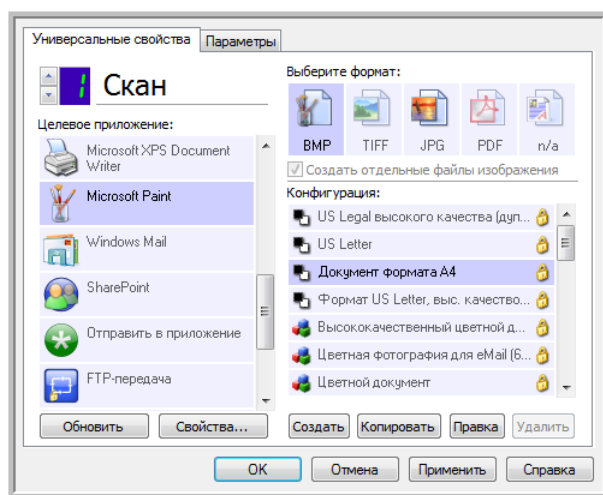 Универсальные свойства Параметры
1 Скан
Выберите формат:
BMP TIFF JPG PDF n/a
Создать отдельные файлы изображения
Целевое приложение:
Microsoft XPS Document
Writer
Microsoft Paint
Windows Mail
SharePoint
Отправить в приложение
FTP-передача
Обновить Свойства...
Конфигурация:
US Legal высокого качества (дуп...
US Letter
Документ формата A4
Формат US Letter, выс. качество...
Высококачественный цветной д...
Цветная фотография для eMail (6...
Цветной документ
Создать Копировать Правка Удалить
OK Отмена Применить Справка